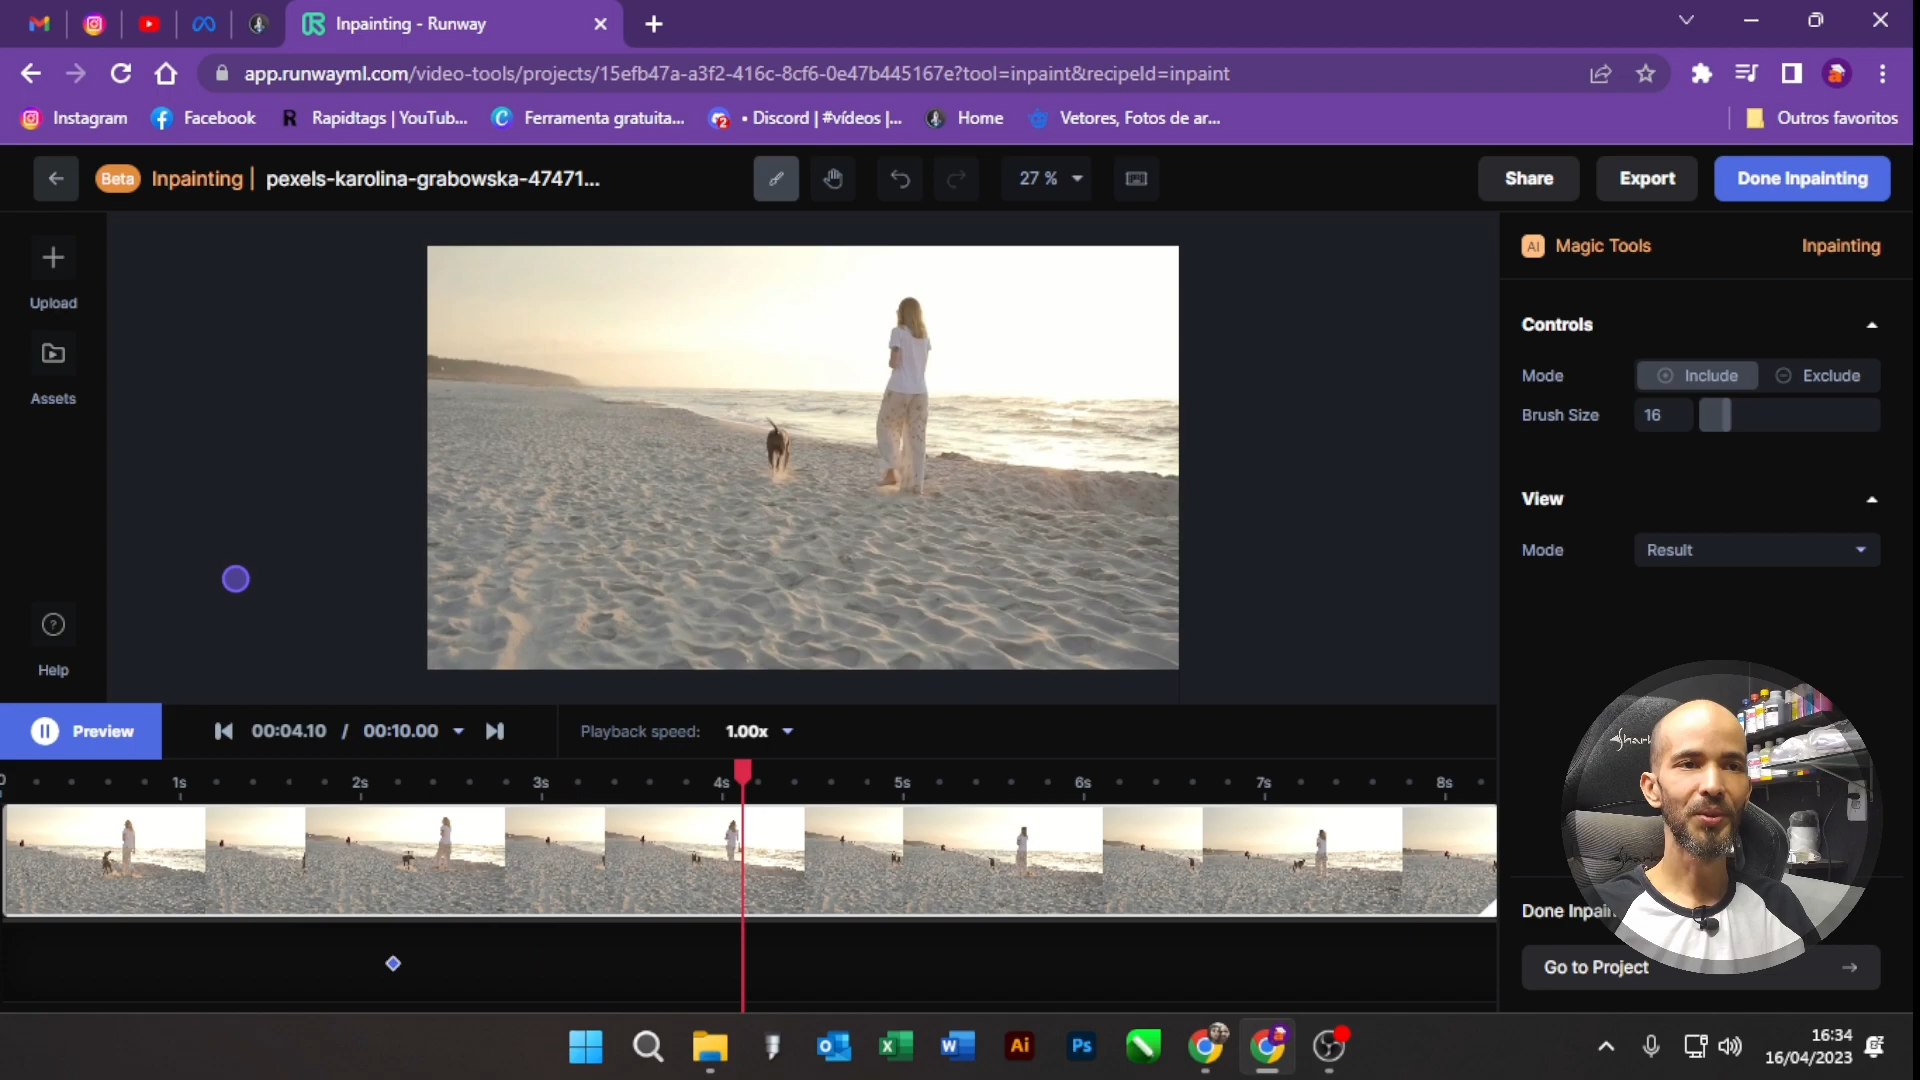 Inpainting - Runway
app.runwayml.com/video-tools/projects/15efb47a-a3f2-416c-8cf6-0e47b445167e?tool=inpaint&recipeId=inpaint
Instagram
Facebook
R Rapidtags | YouTub...
Ferramenta gratuita...
• Discord | #vídeos |...
Home
Vetores, Fotos de ar...
Outros favoritos
Beta Inpainting | pexels-karolina-grabowska-47471...
27 %
Share
Export
Done Inpainting
Upload
Assets
Help
AI Magic Tools
Inpainting
Controls
Mode
Include
Exclude
Brush Size
16
View
Mode
Result
Preview
00:04.10 / 00:10.00
Playback speed: 1.00x
0
1s
2s
3s
4s
5s
6s
7s
8s
Go to Project
Ai
Ps
16:34
16/04/2023